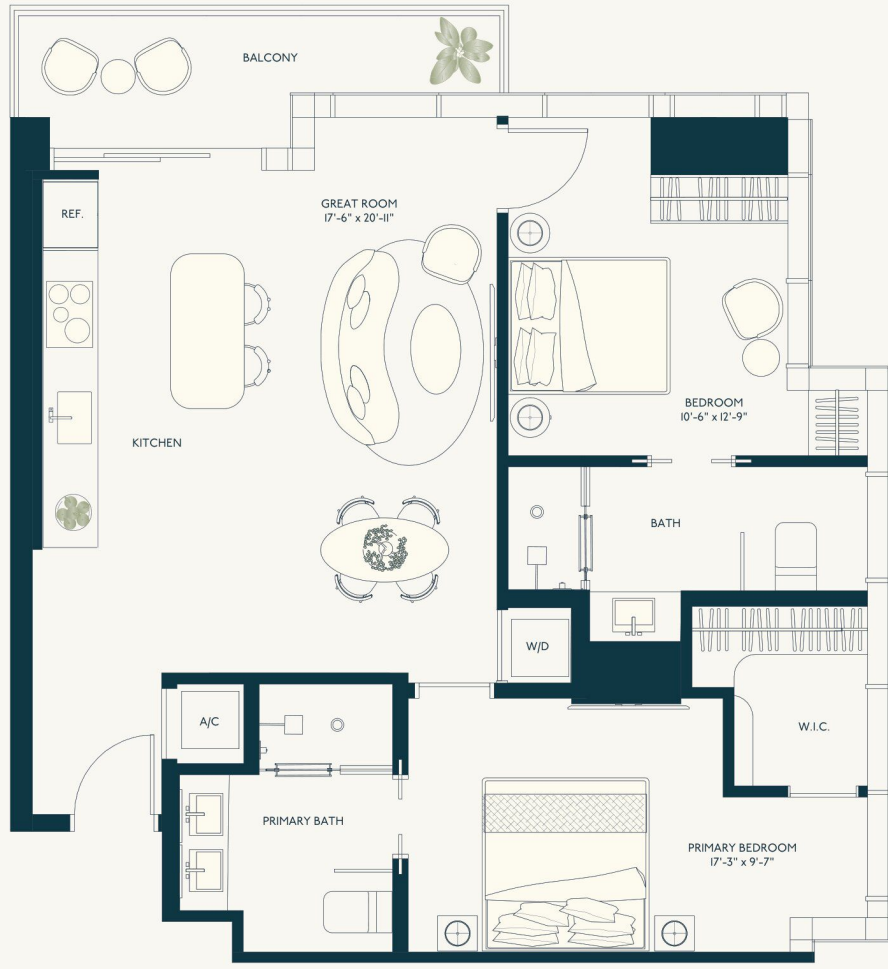 BALCONY
REF.
GREAT ROOM
17'-6" x 20'-11"
BEDROOM
10'-6" x 12'-9"
KITCHEN
BATH
W/D
A/C
W.I.C.
PRIMARY BATH
PRIMARY BEDROOM
17'-3" x 9'-7"